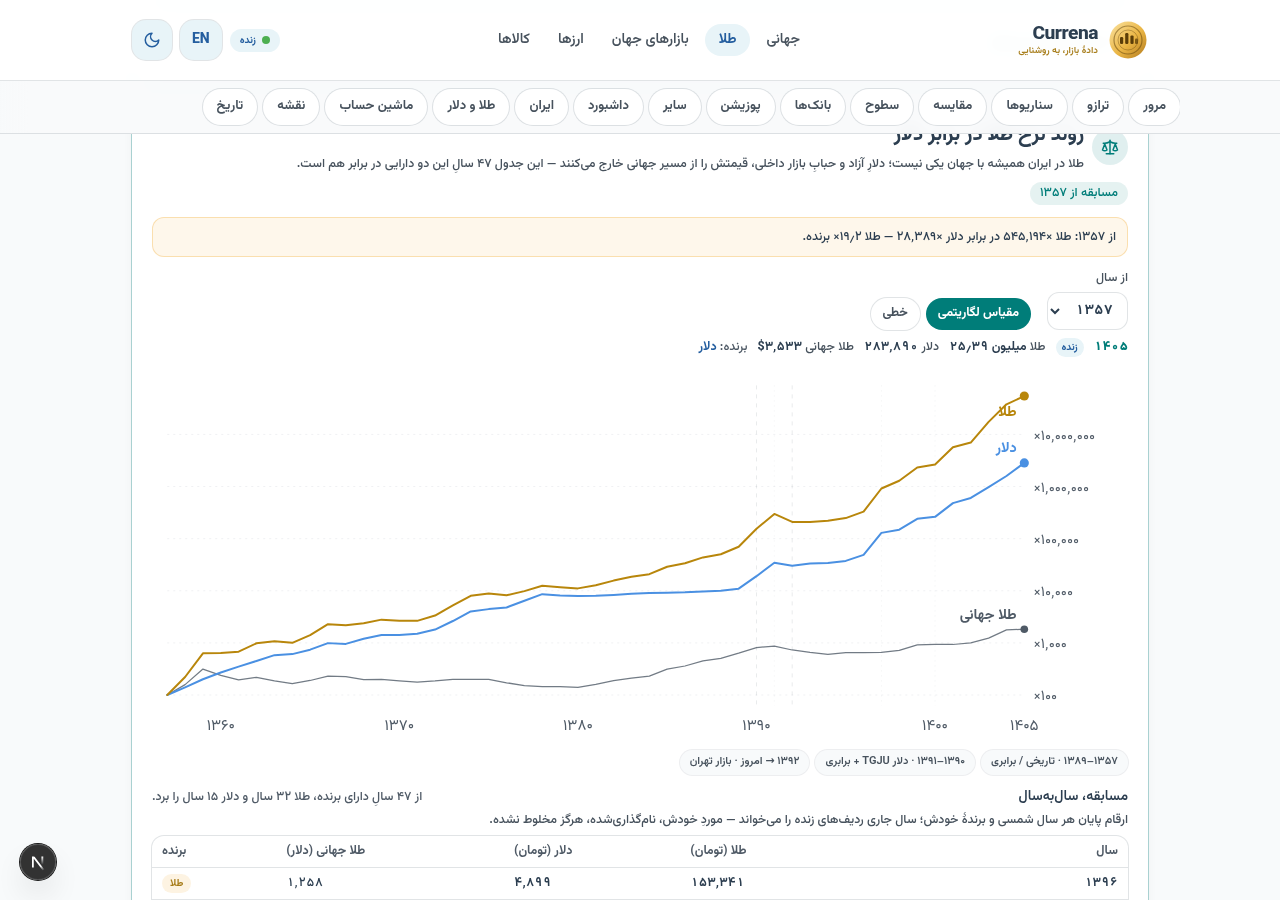 Currena
دادهٔ بازار، به روشنایی
جهانی
طلا
بازارهای جهان
ارزها
کالاها
زنده
EN
مرور
ترازو
سناریوها
مقایسه
سطوح
بانک‌ها
پوزیشن
سایر
داشبورد
ایران
طلا و دلار
ماشین حساب
نقشه
تاریخ
روند نرخ طلا در برابر دلار
طلا در ایران همیشه با جهان یکی نیست؛ دلارِ آزاد و حبابِ بازار داخلی، قیمتش را از مسیر جهانی خارج می‌کنند — این جدول ۴۷ سالِ این دو دارایی در برابر هم است.
مسابقه از ۱۳۵۷
از ۱۳۵۷: طلا ×۵۴۵,۱۹۴ در برابر دلار ×۲۸,۳۸۹ — طلا ۱۹٫۲× برنده.
از سال
۱۳۵۷
مقیاس لگاریتمی
خطی
۱۴۰۵ زنده طلا ۲۵٫۳۹ میلیون دلار ۲۸۳,۸۹۰ طلا جهانی $۳,۵۳۳ برنده: دلار
طلا
دلار
طلا جهانی
×۱۰,۰۰۰,۰۰۰
×۱,۰۰۰,۰۰۰
×۱۰۰,۰۰۰
×۱۰,۰۰۰
×۱,۰۰۰
×۱۰۰
۱۳۶۰
۱۳۷۰
۱۳۸۰
۱۳۹۰
۱۴۰۰
۱۴۰۵
۱۳۵۷–۱۳۸۹ · تاریخی / برابری
۱۳۹۰–۱۳۹۱ · دلار TGJU + برابری
۱۳۹۲ → امروز · بازار تهران
مسابقه، سال‌به‌سال
از ۴۷ سالِ دارای برنده، طلا ۳۲ سال و دلار ۱۵ سال را برد.
ارقام پایان هر سال شمسی و برندهٔ خودش؛ سال جاری ردیف‌های زنده را می‌خواند — موردِ خودش، نام‌گذاری‌شده، هرگز مخلوط نشده.
سال طلا (تومان) دلار (تومان) طلا جهانی (دلار) برنده
۱۳۹۶ ۱۵۳,۳۴۱ ۴,۸۹۹ ۱,۲۵۸ طلا
N